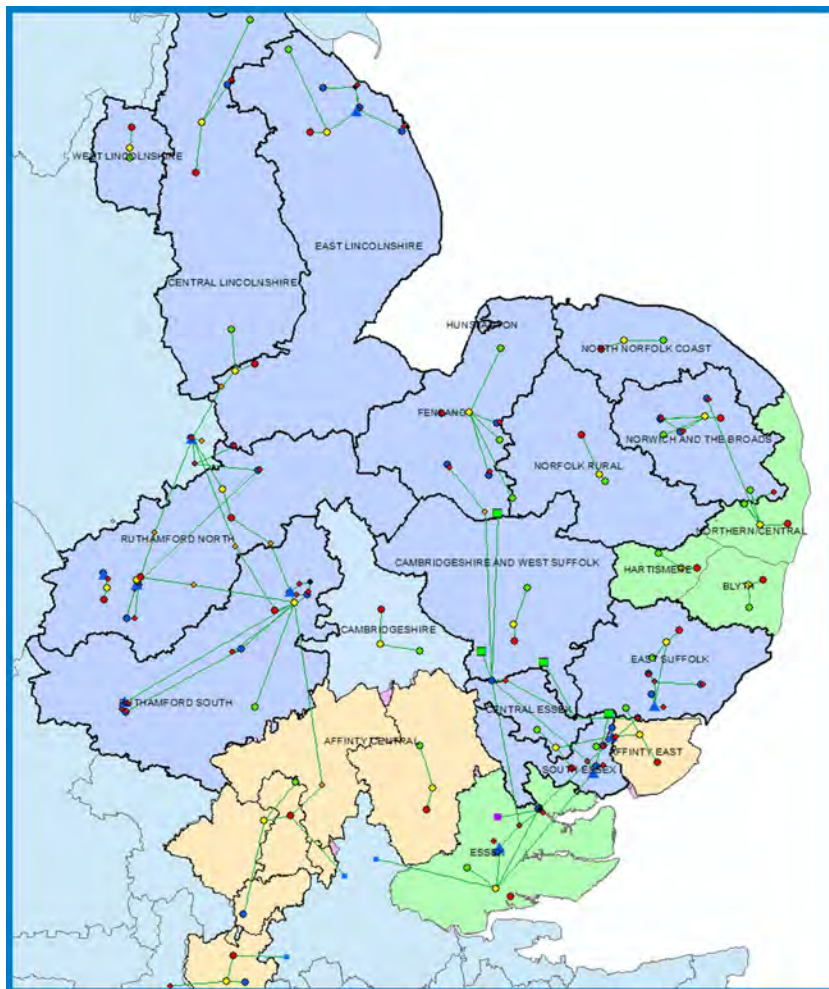 WEST LINCOLNSHIRE
EAST LINCOLNSHIRE
CENTRAL LINCOLNSHIRE
HUNSTANTON
NORTH NORFOLK COAST
FENLAND
NORWICH AND THE BROADS
NORFOLK RURAL
NORTHERN/CENTRAL
RUTHAMFORD NORTH
CAMBRIDGESHIRE AND WEST SUFFOLK
HARTISMERE
BLYTH
CAMBRIDGESHIRE
EAST SUFFOLK
RUTHAMFORD SOUTH
CENTRAL ESSEX
AFFINTY CENTRAL
AFFINTY EAST
SOUTH ESSEX
ESSEX